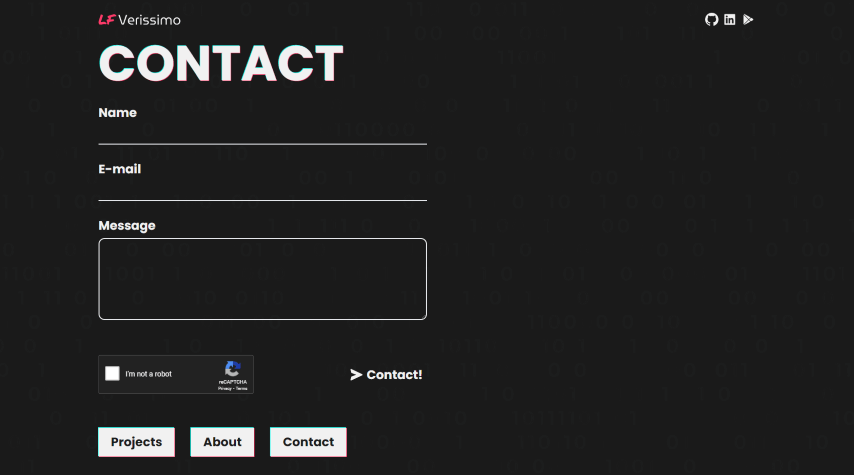 LF Verissimo
CONTACT
Name
E-mail
Message
I'm not a robot
reCAPTCHA
Privacy - Terms
Contact!
Projects
About
Contact